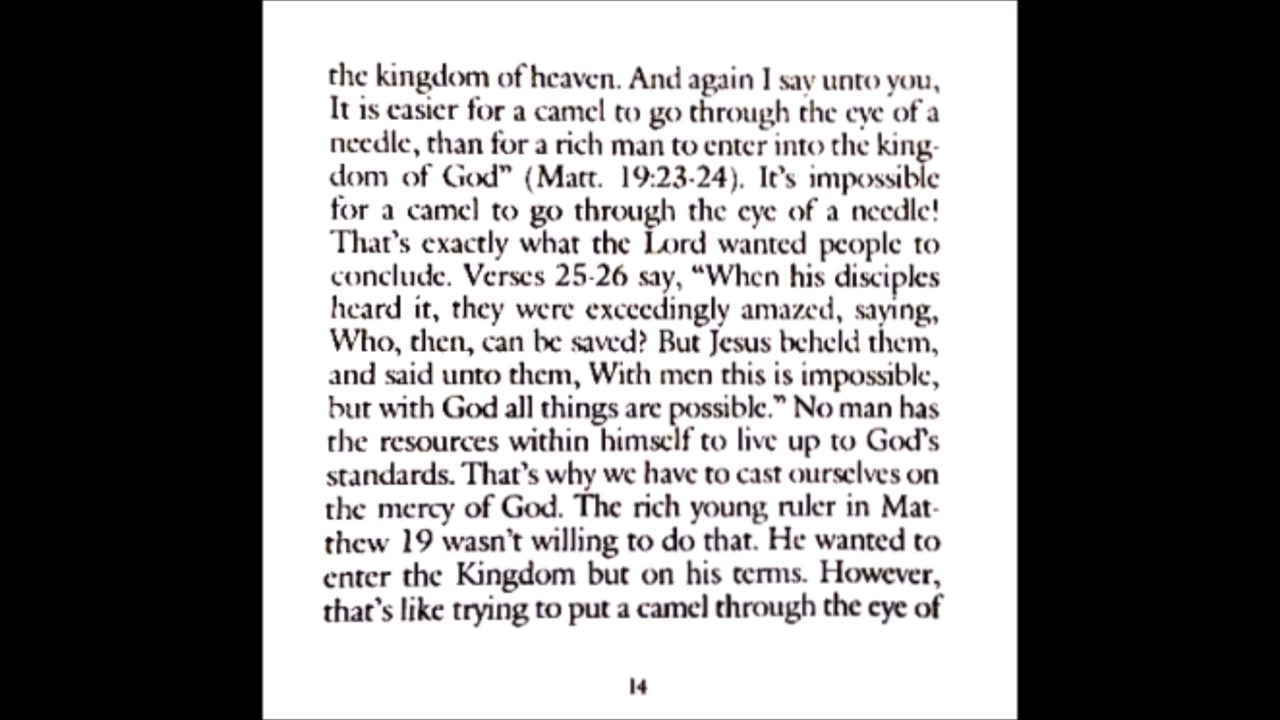 the kingdom of heaven. And again I say unto you,
It is easier for a camel to go through the eye of a
needle, than for a rich man to enter into the king-
dom of God” (Matt. 19:23-24). It’s impossible
for a camel to go through the eye of a needle!
That’s exactly what the Lord wanted people to
conclude. Verses 25-26 say, “When his disciples
heard it, they were exceedingly amazed, saying,
Who, then, can be saved? But Jesus beheld them,
and said unto them, With men this is impossible,
but with God all things are possible.” No man has
the resources within himself to live up to God’s
standards. That’s why we have to cast ourselves on
the mercy of God. The rich young ruler in Mat-
thew 19 wasn’t willing to do that. He wanted to
enter the Kingdom but on his terms. However,
that’s like trying to put a camel through the eye of
14